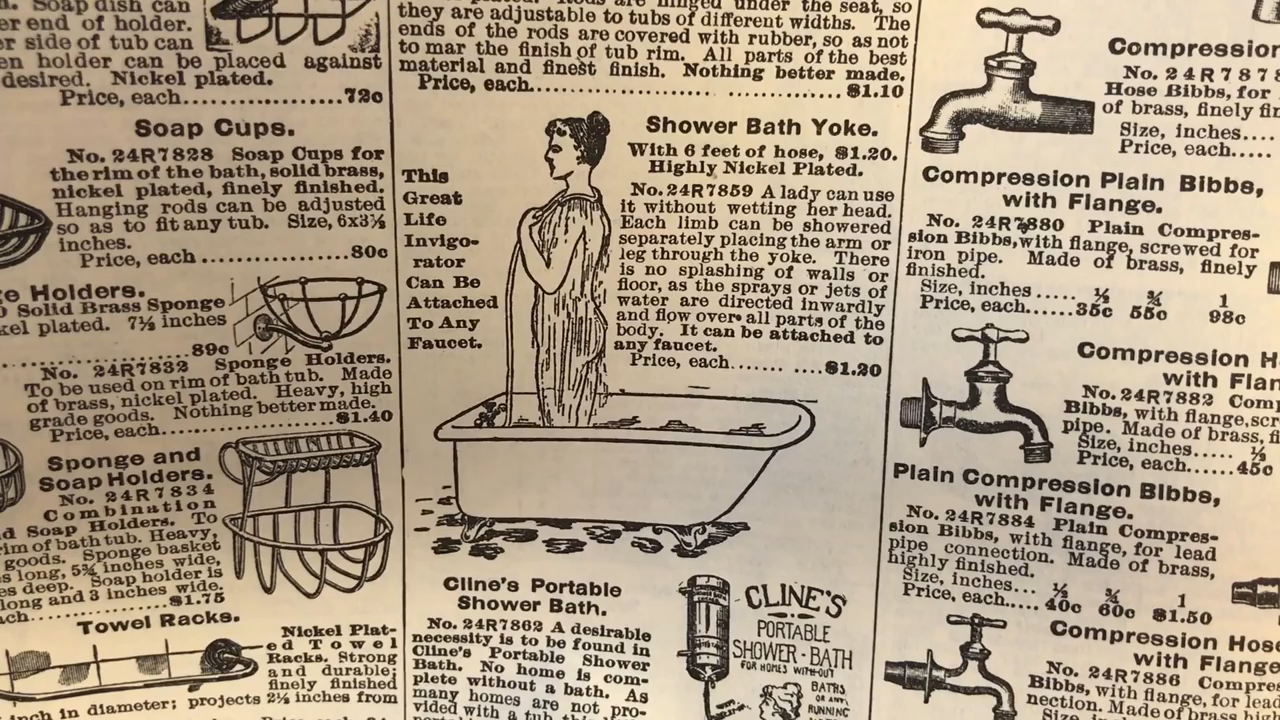 n. Soap dish can
er end of holder.
er side of tub can
en holder can be placed against
desired. Nickel plated.
Price, each....................72c
Soap Cups.
No. 24R7828 Soap Cups for
the rim of the bath, solid brass,
nickel plated, finely finished.
Hanging rods can be adjusted
so as to fit any tub. Size, 6x3½
inches.
Price, each....................80c
ge Holders.
Solid Brass Sponge
kel plated. 7½ inches
....................89c
No. 24R7832 Sponge Holders.
To be used on rim of bath tub. Made
of brass, nickel plated. Heavy, high
grade goods. Nothing better made.
Price, each....................$1.40
Sponge and
Soap Holders.
No. 24R7834
Combination
d Soap Holders. To
rim of bath tub. Heavy,
goods. Sponge basket
s long, 5¾ inches wide,
es deep. Soap holder is
long and 3 inches wide.
ach..............$1.75
Towel Racks.
Nickel Plat-
ed Towel
Racks. Strong
and durable;
finely finished
inch in diameter; projects 2½ inches from
plated. Rods are hinged under the seat, so
they are adjustable to tubs of different widths. The
ends of the rods are covered with rubber, so as not
to mar the finish of tub rim. All parts of the best
material and finest finish. Nothing better made.
Price, each....................$1.10
Shower Bath Yoke.
With 6 feet of hose, $1.20.
Highly Nickel Plated.
This
Great
Life
Invigo-
rator
Can Be
Attached
To Any
Faucet.
No. 24R7859 A lady can use
it without wetting her head.
Each limb can be showered
separately placing the arm or
leg through the yoke. There
is no splashing of walls or
floor, as the sprays or jets of
water are directed inwardly
and flow over all parts of the
body. It can be attached to
any faucet.
Price, each...........$1.20
Cline's Portable
Shower Bath.
No. 24R7862 A desirable
necessity is to be found in
Cline's Portable Shower
Bath. No home is com-
plete without a bath. As
many homes are not pro-
vided with a tub
CLINE'S
PORTABLE
SHOWER-BATH
FOR HOMES WITH-OUT
BATHS
OR ANY
RUNNING
Compression
No. 24R787
Hose Bibbs, for
of brass, finely fin
Size, inches....
Price, each.....
Compression Plain Bibbs,
with Flange.
No. 24R7880 Plain Compres-
sion Bibbs, with flange, screwed for
iron pipe. Made of brass, finely
finished.
Size, inches..... ½ ¾ 1
Price, each......35c 55c 98c
Compression H
with Flan
No. 24R7882 Com
Bibbs, with flange, scr
pipe. Made of brass, fi
Size, inches..... ½
Price, each......45c
Plain Compression Bibbs,
with Flange.
No. 24R7884 Plain Compres-
sion Bibbs, with flange, for lead
pipe connection. Made of brass,
highly finished.
Size, inches... ½ ¾ 1
Price, each.... 40c 60c $1.50
Compression Hose
with Flange
No. 24R7886 Compres
Bibbs, with flange, for lead
nection. Made of brass high
Size, in